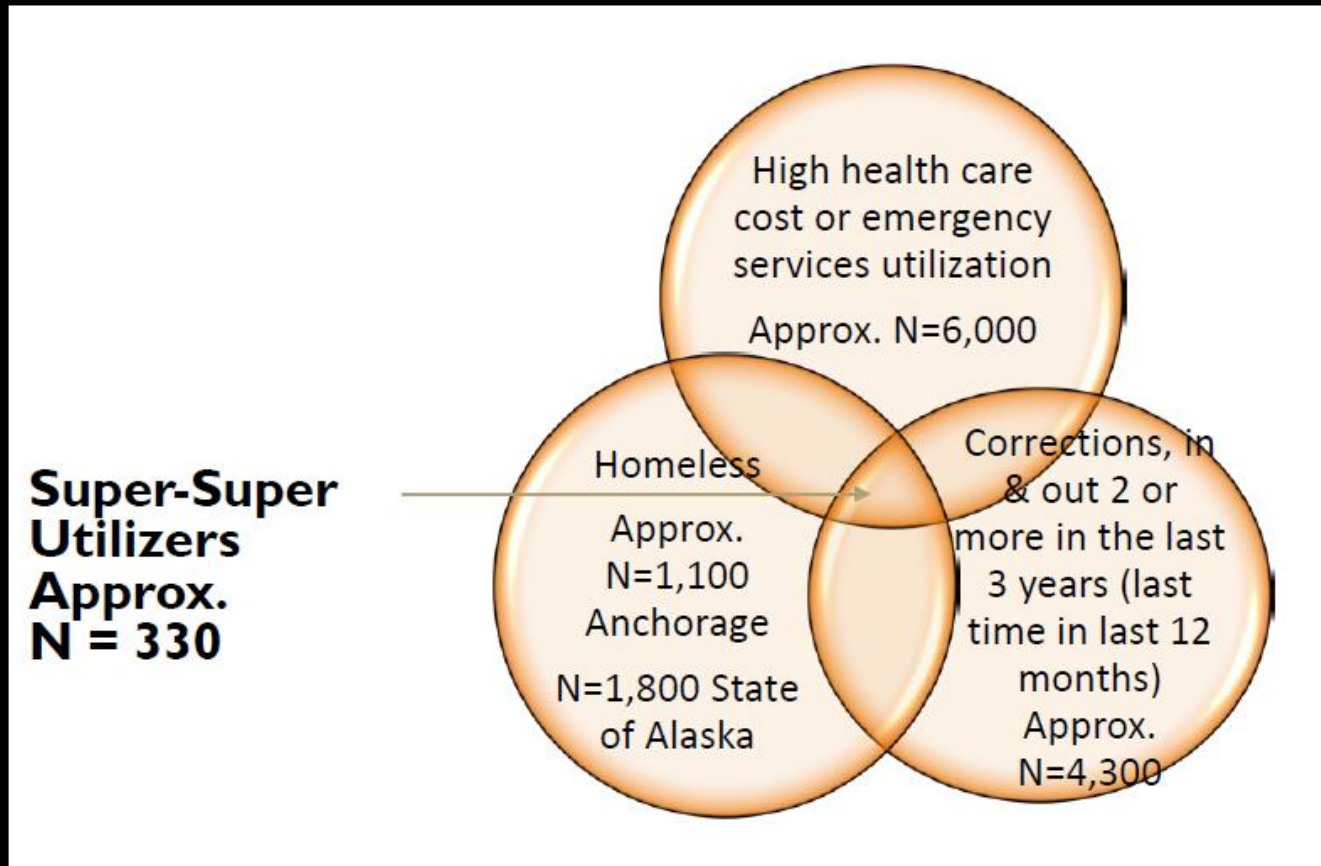 High health care
cost or emergency
services utilization
Approx. N=6,000
Super-Super
Utilizers
Approx.
N = 330
Homeless
Approx.
N=1,100
Anchorage
N=1,800 State
of Alaska
Corrections, in
& out 2 or
more in the last
3 years (last
time in last 12
months)
Approx.
N=4,300